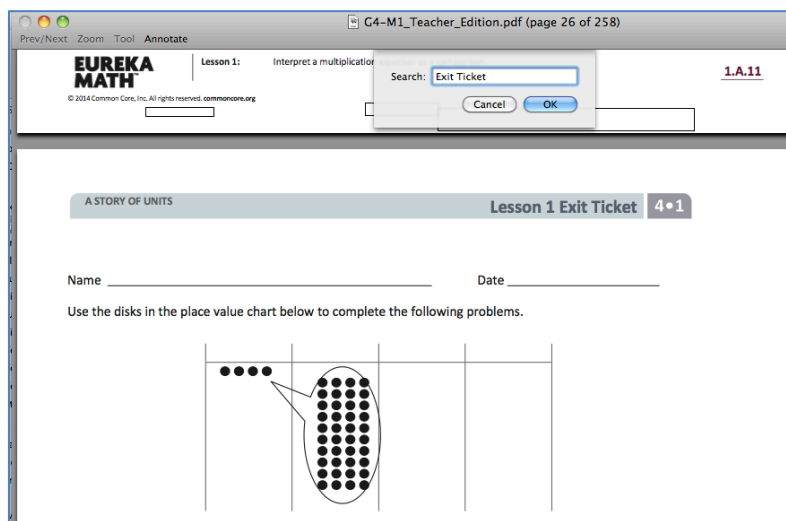 G4-M1_Teacher_Edition.pdf (page 26 of 258)
Prev/Next Zoom Tool Annotate
EUREKA
MATH™
Lesson 1:
Interpret a multiplication
Search: Exit Ticket
Cancel
OK
1.A.11
© 2014 Common Core, Inc. All rights reserved. commoncore.org
A STORY OF UNITS
Lesson 1 Exit Ticket 4•1
Name
Date
Use the disks in the place value chart below to complete the following problems.